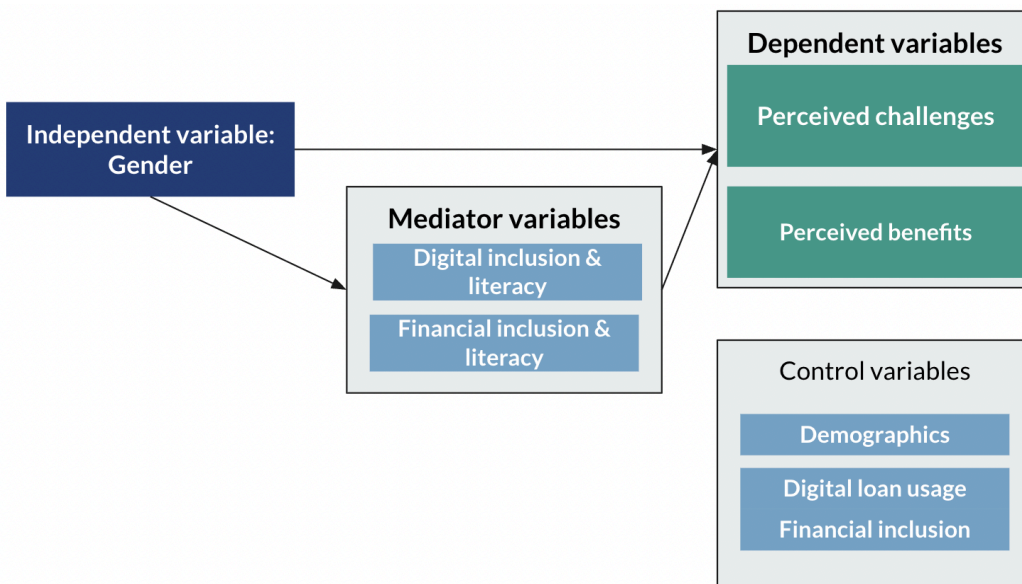 Independent variable:
Gender
Mediator variables
Digital inclusion &
literacy
Financial inclusion &
literacy
Dependent variables
Perceived challenges
Perceived benefits
Control variables
Demographics
Digital loan usage
Financial inclusion